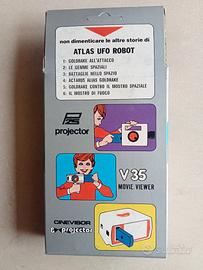 non dimenticare le altre storie di
ATLAS UFO ROBOT
1: GOLDRAKE ALL'ATTACCO
2: LE GEMME SPAZIALI
3: BATTAGLIE NELLO SPAZIO
4: ACTARUS ALIAS GOLDRAKE
5: GOLDRAKE CONTRO IL MOSTRO SPAZIALE
6: IL MOSTRO DI FUOCO
projector
V35
MOVIE VIEWER
CINEVISOR
projector
subito